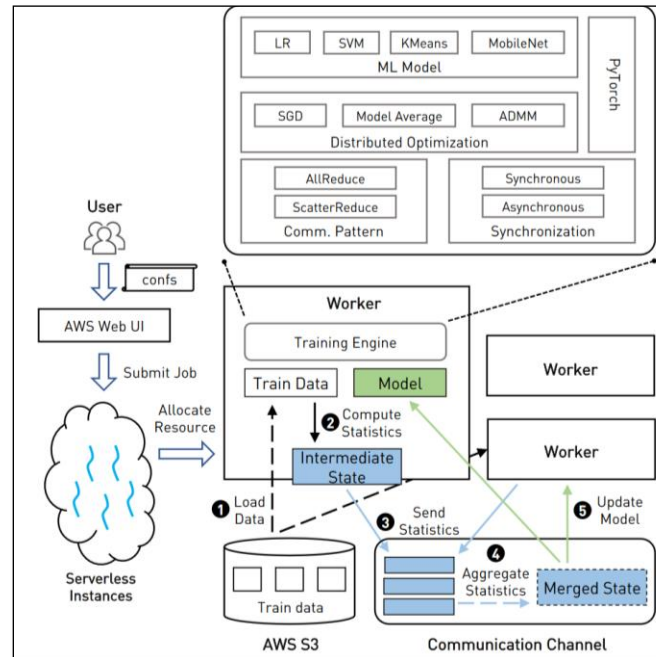 LR
SVM
KMeans
MobileNet
ML Model
PyTorch
SGD
Model Average
ADMM
Distributed Optimization
AllReduce
ScatterReduce
Comm. Pattern
Synchronous
Asynchronous
Synchronization
User
confs
AWS Web UI
Submit Job
Allocate
Resource
Serverless
Instances
Worker
Training Engine
Train Data
Model
2 Compute
Statistics
Intermediate
State
Worker
Worker
1 Load
Data
3 Send
Statistics
5 Update
Model
4
Aggregate
Statistics
Merged State
Train data
AWS S3
Communication Channel